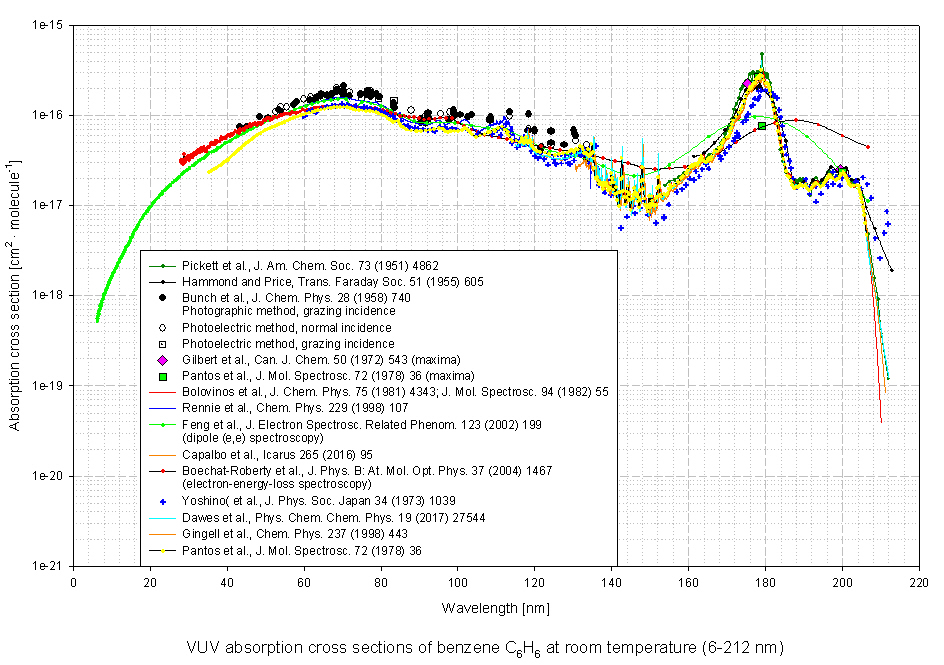 1e-15
1e-16
1e-17
1e-18
1e-19
1e-20
1e-21
Absorption cross section [cm² · molecule⁻¹]
Pickett et al., J. Am. Chem. Soc. 73 (1951) 4862
Hammond and Price, Trans. Faraday Soc. 51 (1955) 605
Bunch et al., J. Chem. Phys. 28 (1958) 740
Photographic method, grazing incidence
Photoelectric method, normal incidence
Photoelectric method, grazing incidence
Gilbert et al., Can. J. Chem. 50 (1972) 543 (maxima)
Pantos et al., J. Mol. Spectrosc. 72 (1978) 36 (maxima)
Bolovinos et al., J. Chem. Phys. 75 (1981) 4343; J. Mol. Spectrosc. 94 (1982) 55
Rennie et al., Chem. Phys. 229 (1998) 107
Feng et al., J. Electron Spectrosc. Related Phenom. 123 (2002) 199
(dipole (e,e) spectroscopy)
Capalbo et al., Icarus 265 (2016) 95
Boechat-Roberty et al., J. Phys. B: At. Mol. Opt. Phys. 37 (2004) 1467
(electron-energy-loss spectroscopy)
Yoshino( et al., J. Phys. Soc. Japan 34 (1973) 1039
Dawes et al., Phys. Chem. Chem. Phys. 19 (2017) 27544
Gingell et al., Chem. Phys. 237 (1998) 443
Pantos et al., J. Mol. Spectrosc. 72 (1978) 36
0 20 40 60 80 100 120 140 160 180 200 220
Wavelength [nm]
VUV absorption cross sections of benzene C₆H₆ at room temperature (6-212 nm)